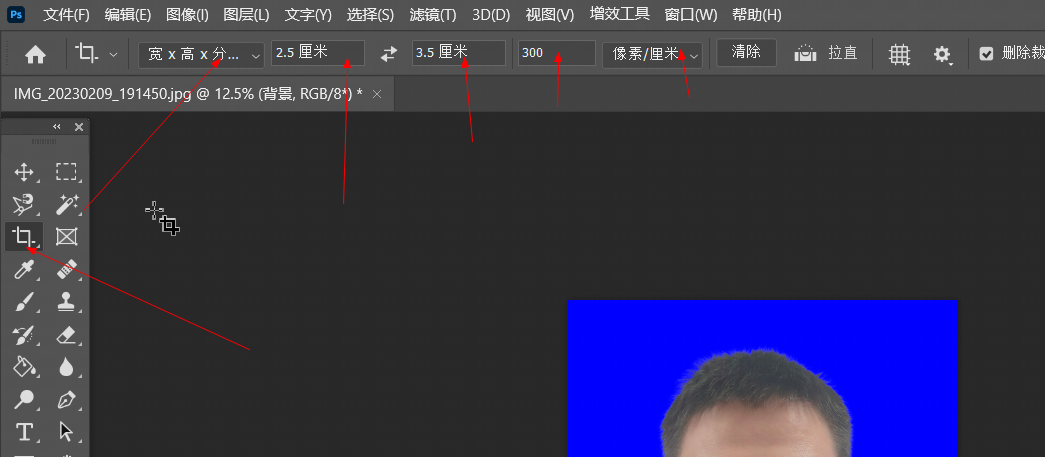 Ps 文件(F) 编辑(E) 图像(I) 图层(L) 文字(Y) 选择(S) 滤镜(T) 3D(D) 视图(V) 增效工具 窗口(W) 帮助(H)
宽 x 高 x 分... 2.5 厘米 3.5 厘米 300 像素/厘米 清除 拉直 删除裁
IMG_20230209_191450.jpg @ 12.5% (背景, RGB/8*) *